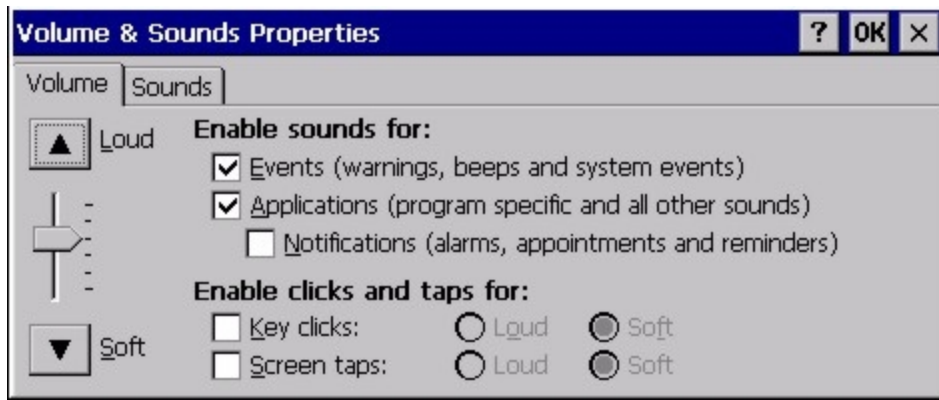 Volume & Sounds Properties ? OK ×
Volume Sounds
Loud
Enable sounds for:
Events (warnings, beeps and system events)
Applications (program specific and all other sounds)
Notifications (alarms, appointments and reminders)
Enable clicks and taps for:
Key clicks: Loud Soft
Soft
Screen taps: Loud Soft